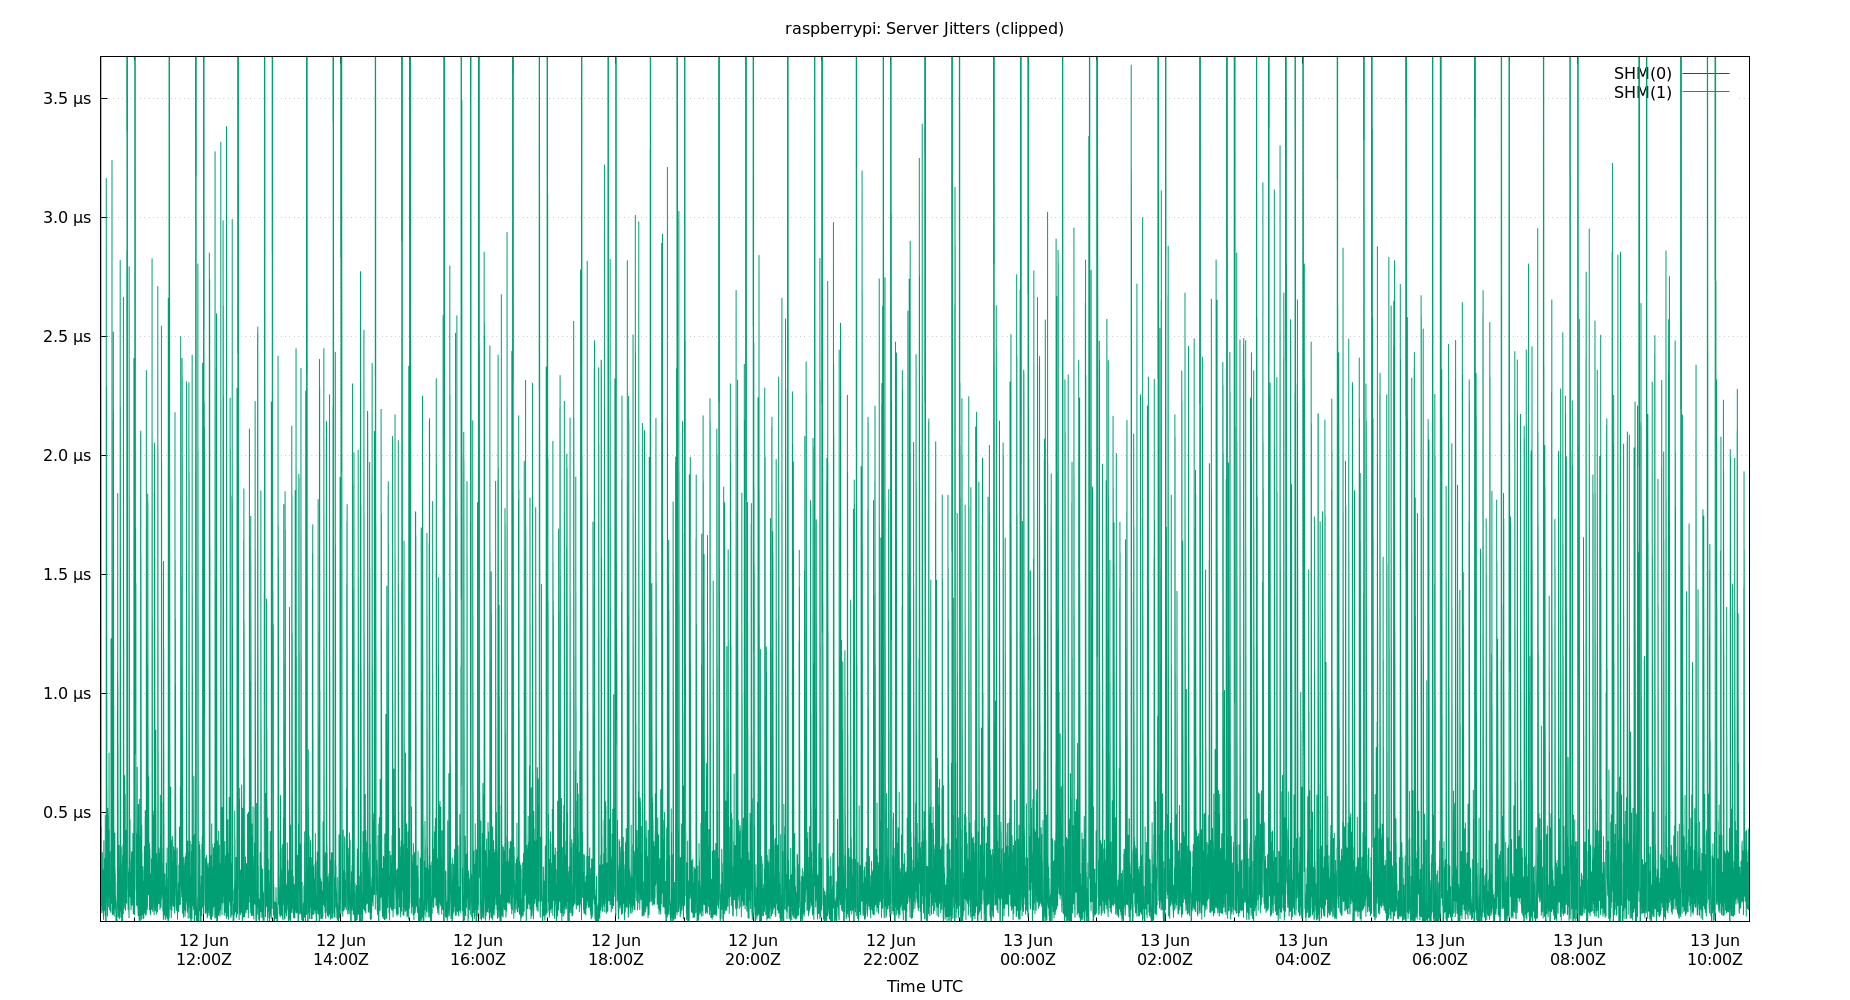 raspberrypi: Server Jitters (clipped)
SHM(0)
SHM(1)
3.5 µs
3.0 µs
2.5 µs
2.0 µs
1.5 µs
1.0 µs
0.5 µs
12 Jun 12 Jun 12 Jun 12 Jun 12 Jun 12 Jun 13 Jun 13 Jun 13 Jun 13 Jun 13 Jun 13 Jun
12:00Z 14:00Z 16:00Z 18:00Z 20:00Z 22:00Z 00:00Z 02:00Z 04:00Z 06:00Z 08:00Z 10:00Z
Time UTC